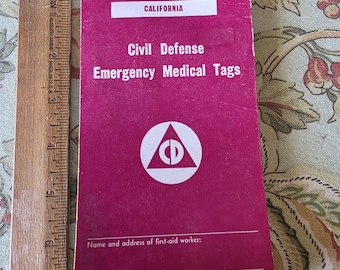 CALIFORNIA
Civil Defense
Emergency Medical Tags
CD
Name and address of first-aid worker: